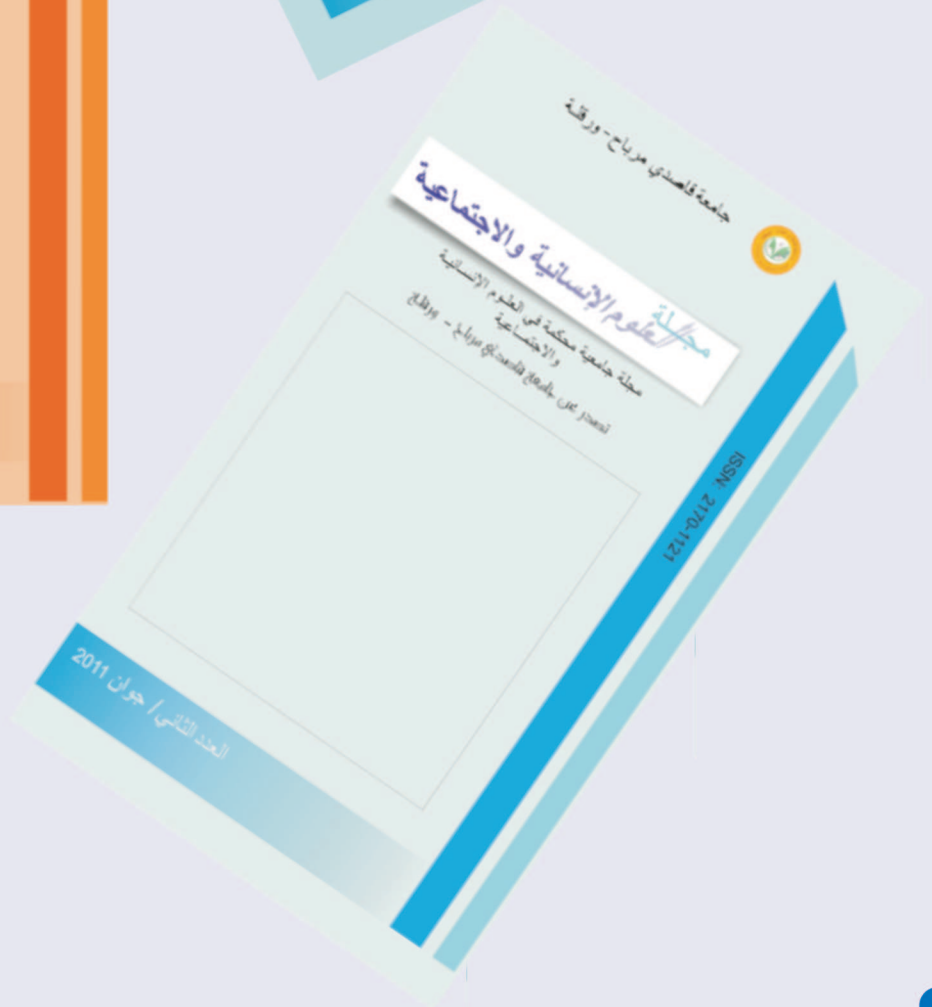 جامعة قاصدي مرباح - ورقلة
مجلة
العلوم الإنسانية والاجتماعية
مجلة جامعية محكمة في العلوم الإنسانية
والاجتماعية
تصدر عن جامعة قاصدي مرباح - ورقلة
ISSN: 2170-1121
العدد الثاني / جوان 2011